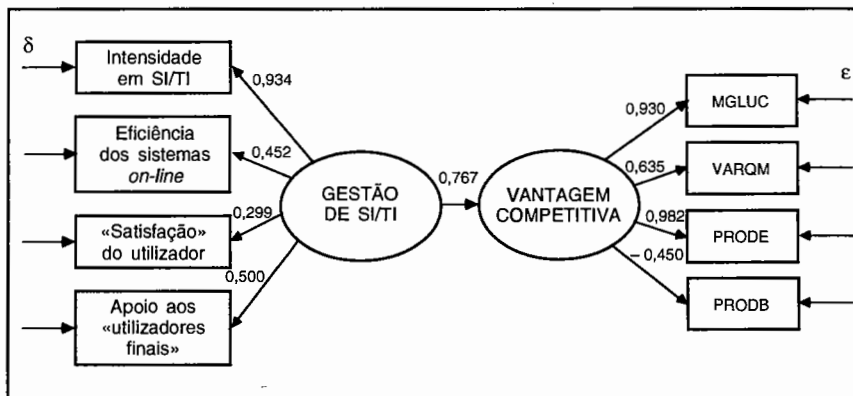 δ
Intensidade
em SI/TI
0,934
Eficiência
dos sistemas
on-line
0,452
«Satisfação»
do utilizador
0,299
Apoio aos
«utilizadores
finais»
0,500
GESTÃO
DE SI/TI
0,767
VANTAGEM
COMPETITIVA
0,930
MGLUC
ε
0,635
VARQM
0,982
PRODE
– 0,450
PRODB